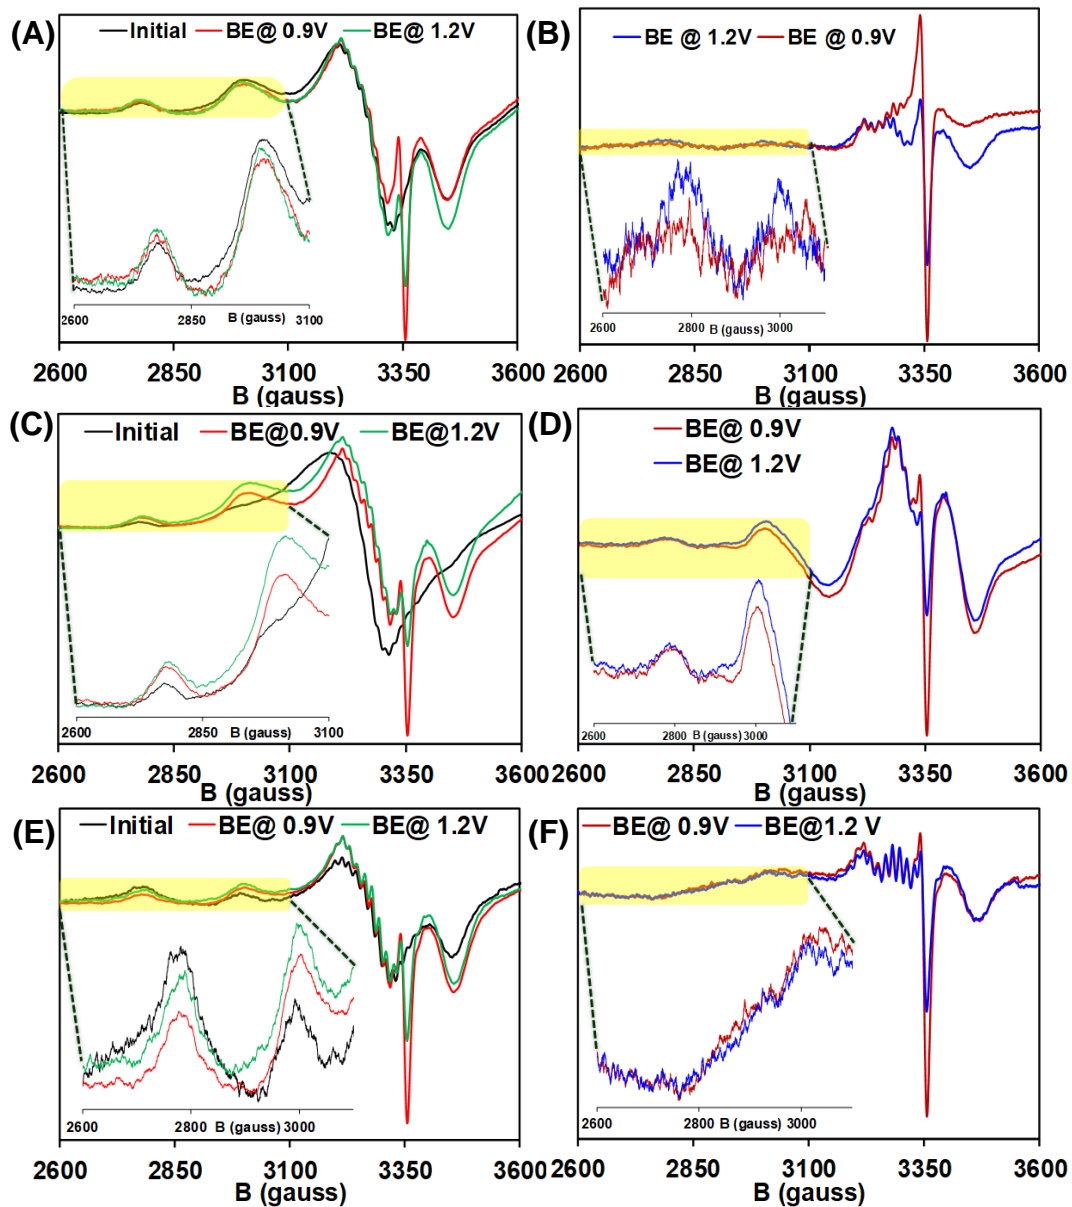 (A)
Initial BE@ 0.9V BE@ 1.2V
2600 2850 B (gauss) 3100
2600 2850 3100 3350 3600
B (gauss)
(B)
BE @ 1.2V BE @ 0.9V
2600 2800 B (gauss) 3000
2600 2850 3100 3350 3600
B (gauss)
(C)
Initial BE@0.9V BE@1.2V
2600 2850 B (gauss) 3100
2600 2850 3100 3350 3600
B (gauss)
(D)
BE@ 0.9V
BE@ 1.2V
2600 2800 B (gauss) 3000
2600 2850 3100 3350 3600
B (gauss)
(E)
Initial BE@ 0.9V BE@ 1.2V
2600 2800 B (gauss) 3000
2600 2850 3100 3350 3600
B (gauss)
(F)
BE@ 0.9V BE@1.2 V
2600 2800 B (gauss) 3000
2600 2850 3100 3350 3600
B (gauss)